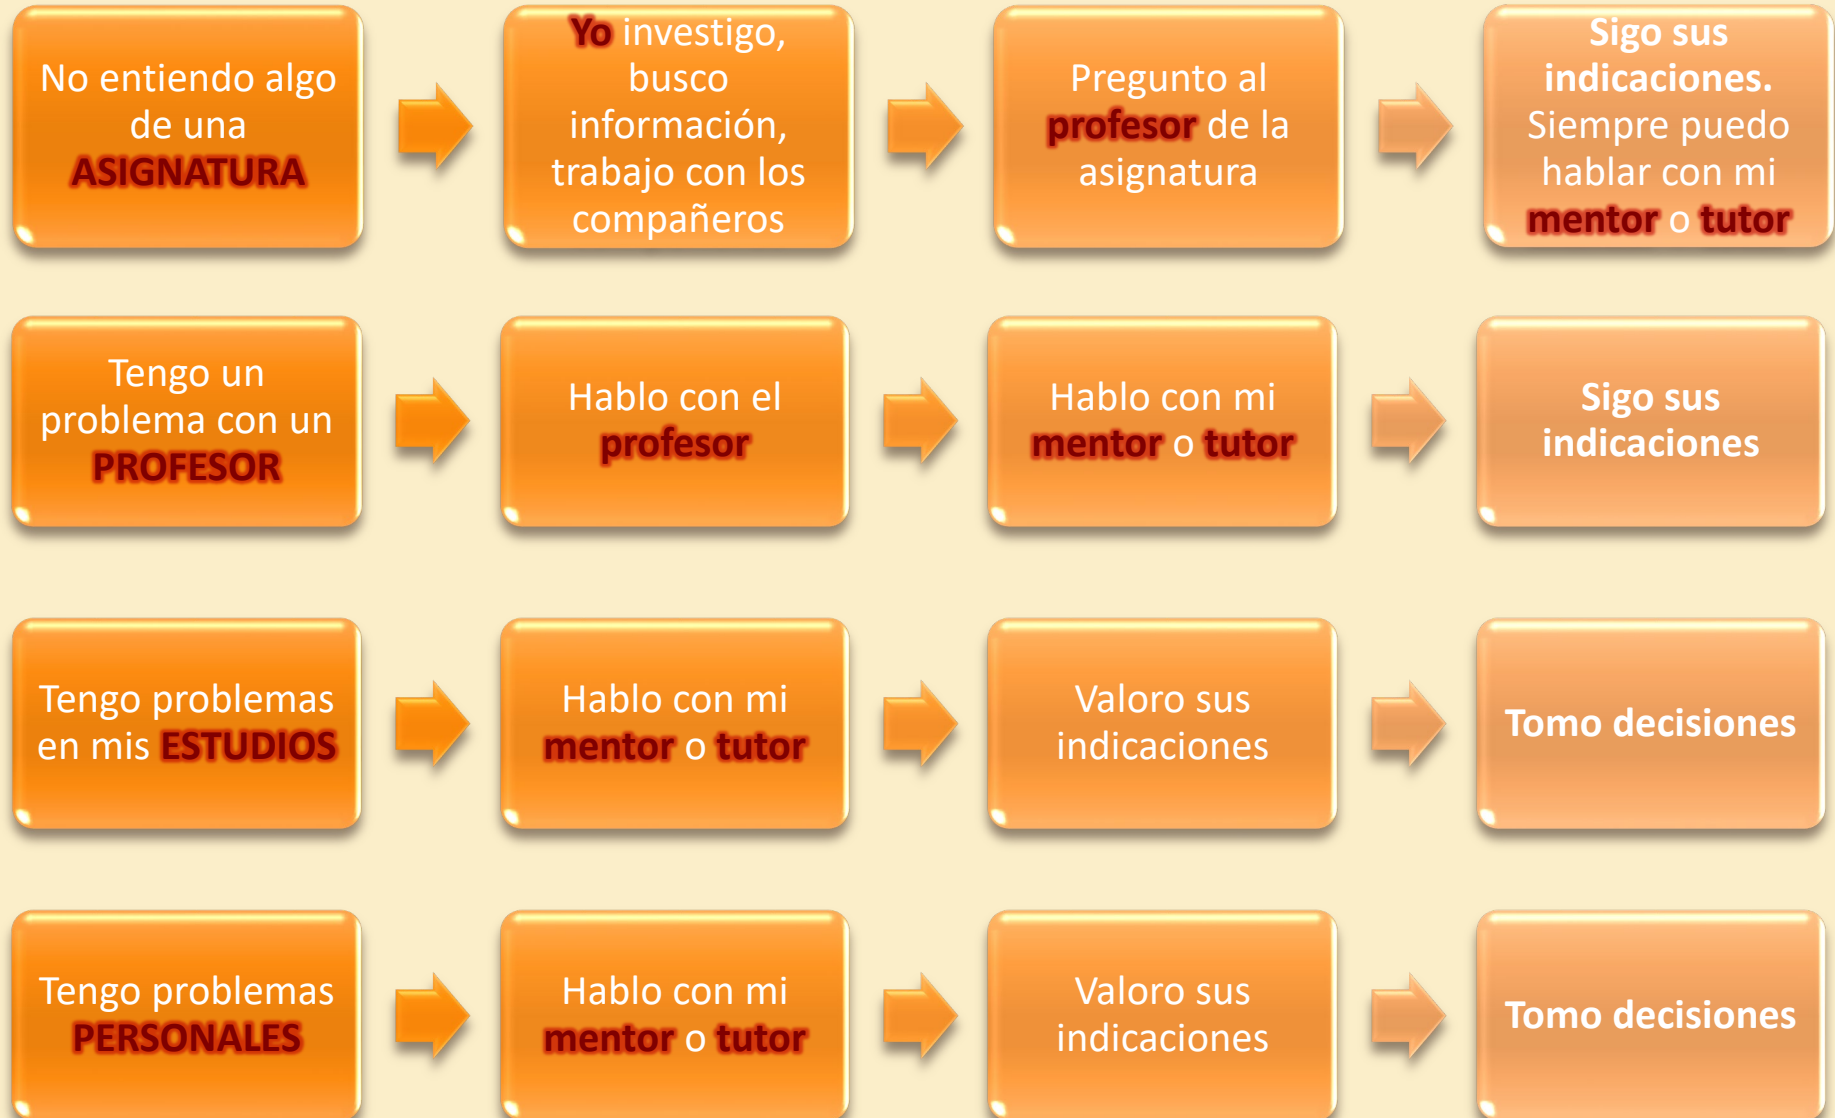 No entiendo algo
de una
ASIGNATURA
Yo investigo,
busco
información,
trabajo con los
compañeros
Pregunto al
profesor de la
asignatura
Sigo sus
indicaciones.
Siempre puedo
hablar con mi
mentor o tutor
Tengo un
problema con un
PROFESOR
Hablo con el
profesor
Hablo con mi
mentor o tutor
Sigo sus
indicaciones
Tengo problemas
en mis ESTUDIOS
Hablo con mi
mentor o tutor
Valoro sus
indicaciones
Tomo decisiones
Tengo problemas
PERSONALES
Hablo con mi
mentor o tutor
Valoro sus
indicaciones
Tomo decisiones